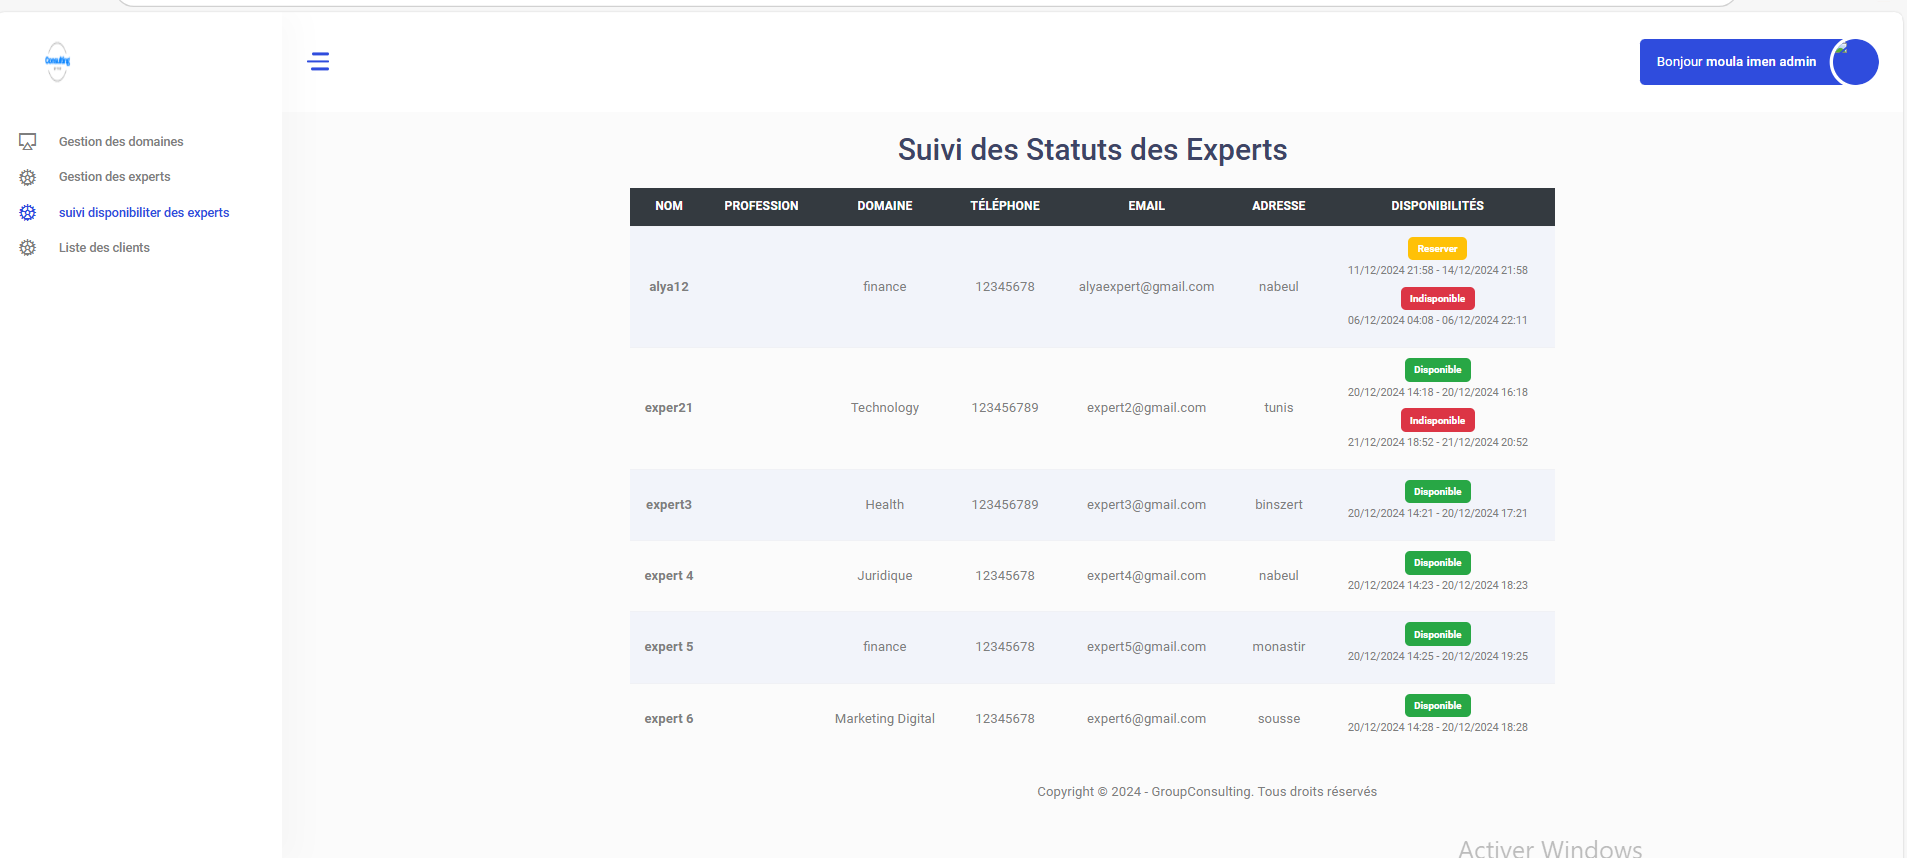 Consulting
Bonjour moula imen admin
Gestion des domaines
Gestion des experts
suivi disponibiliter des experts
Liste des clients
Suivi des Statuts des Experts
NOM PROFESSION DOMAINE TÉLÉPHONE EMAIL ADRESSE DISPONIBILITÉS
alya12 finance 12345678 alyaexpert@gmail.com nabeul
Reserver
11/12/2024 21:58 - 14/12/2024 21:58
Indisponible
06/12/2024 04:08 - 06/12/2024 22:11
exper21 Technology 123456789 expert2@gmail.com tunis
Disponible
20/12/2024 14:18 - 20/12/2024 16:18
Indisponible
21/12/2024 18:52 - 21/12/2024 20:52
expert3 Health 123456789 expert3@gmail.com binszert
Disponible
20/12/2024 14:21 - 20/12/2024 17:21
expert 4 Juridique 12345678 expert4@gmail.com nabeul
Disponible
20/12/2024 14:23 - 20/12/2024 18:23
expert 5 finance 12345678 expert5@gmail.com monastir
Disponible
20/12/2024 14:25 - 20/12/2024 19:25
expert 6 Marketing Digital 12345678 expert6@gmail.com sousse
Disponible
20/12/2024 14:28 - 20/12/2024 18:28
Copyright © 2024 - GroupConsulting. Tous droits réservés
Activer Windows